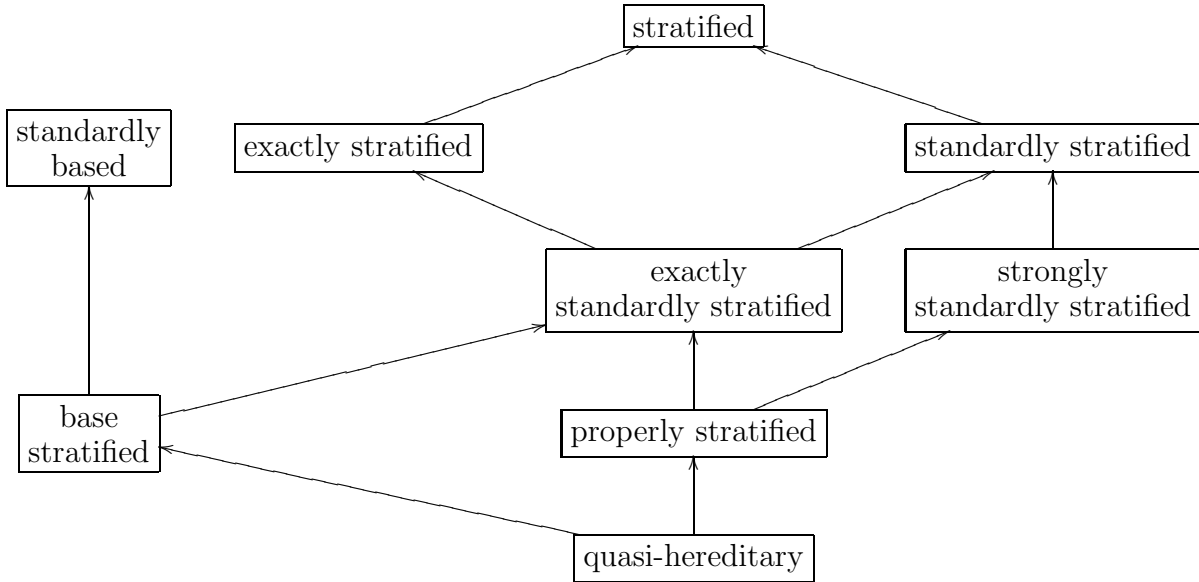 stratified
standardly
based
exactly stratified
standardly stratified
exactly
standardly stratified
strongly
standardly stratified
base
stratified
properly stratified
quasi-hereditary